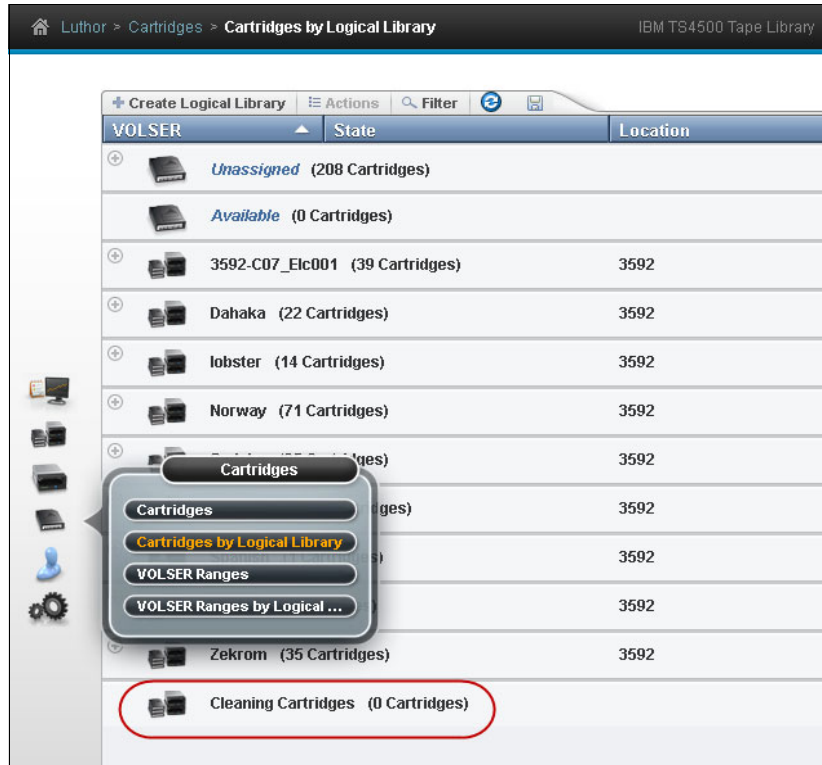 Luthor > Cartridges > Cartridges by Logical Library IBM TS4500 Tape Library
Create Logical Library Actions Filter
VOLSER State Location
Unassigned (208 Cartridges)
Available (0 Cartridges)
3592-C07_Elc001 (39 Cartridges) 3592
Dahaka (22 Cartridges) 3592
lobster (14 Cartridges) 3592
Norway (71 Cartridges) 3592
3592
3592
3592
3592
Zekrom (35 Cartridges) 3592
Cleaning Cartridges (0 Cartridges)
Cartridges
Cartridges
Cartridges by Logical Library
VOLSER Ranges
VOLSER Ranges by Logical ...